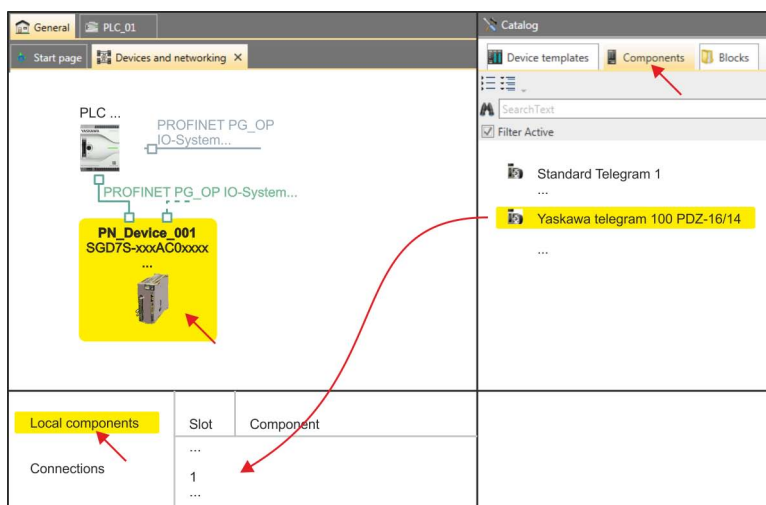 General
PLC_01
Start page
Devices and networking ×
PLC ...
YASKAWA
PROFINET PG_OP
IO-System...
PROFINET PG_OP IO-System...
PN_Device_001
SGD7S-xxxAC0xxxx
...
Local components
Connections
Slot
Component
...
1
...
Catalog
Device templates
Components
Blocks
SearchText
Filter Active
Standard Telegram 1
...
Yaskawa telegram 100 PDZ-16/14
...